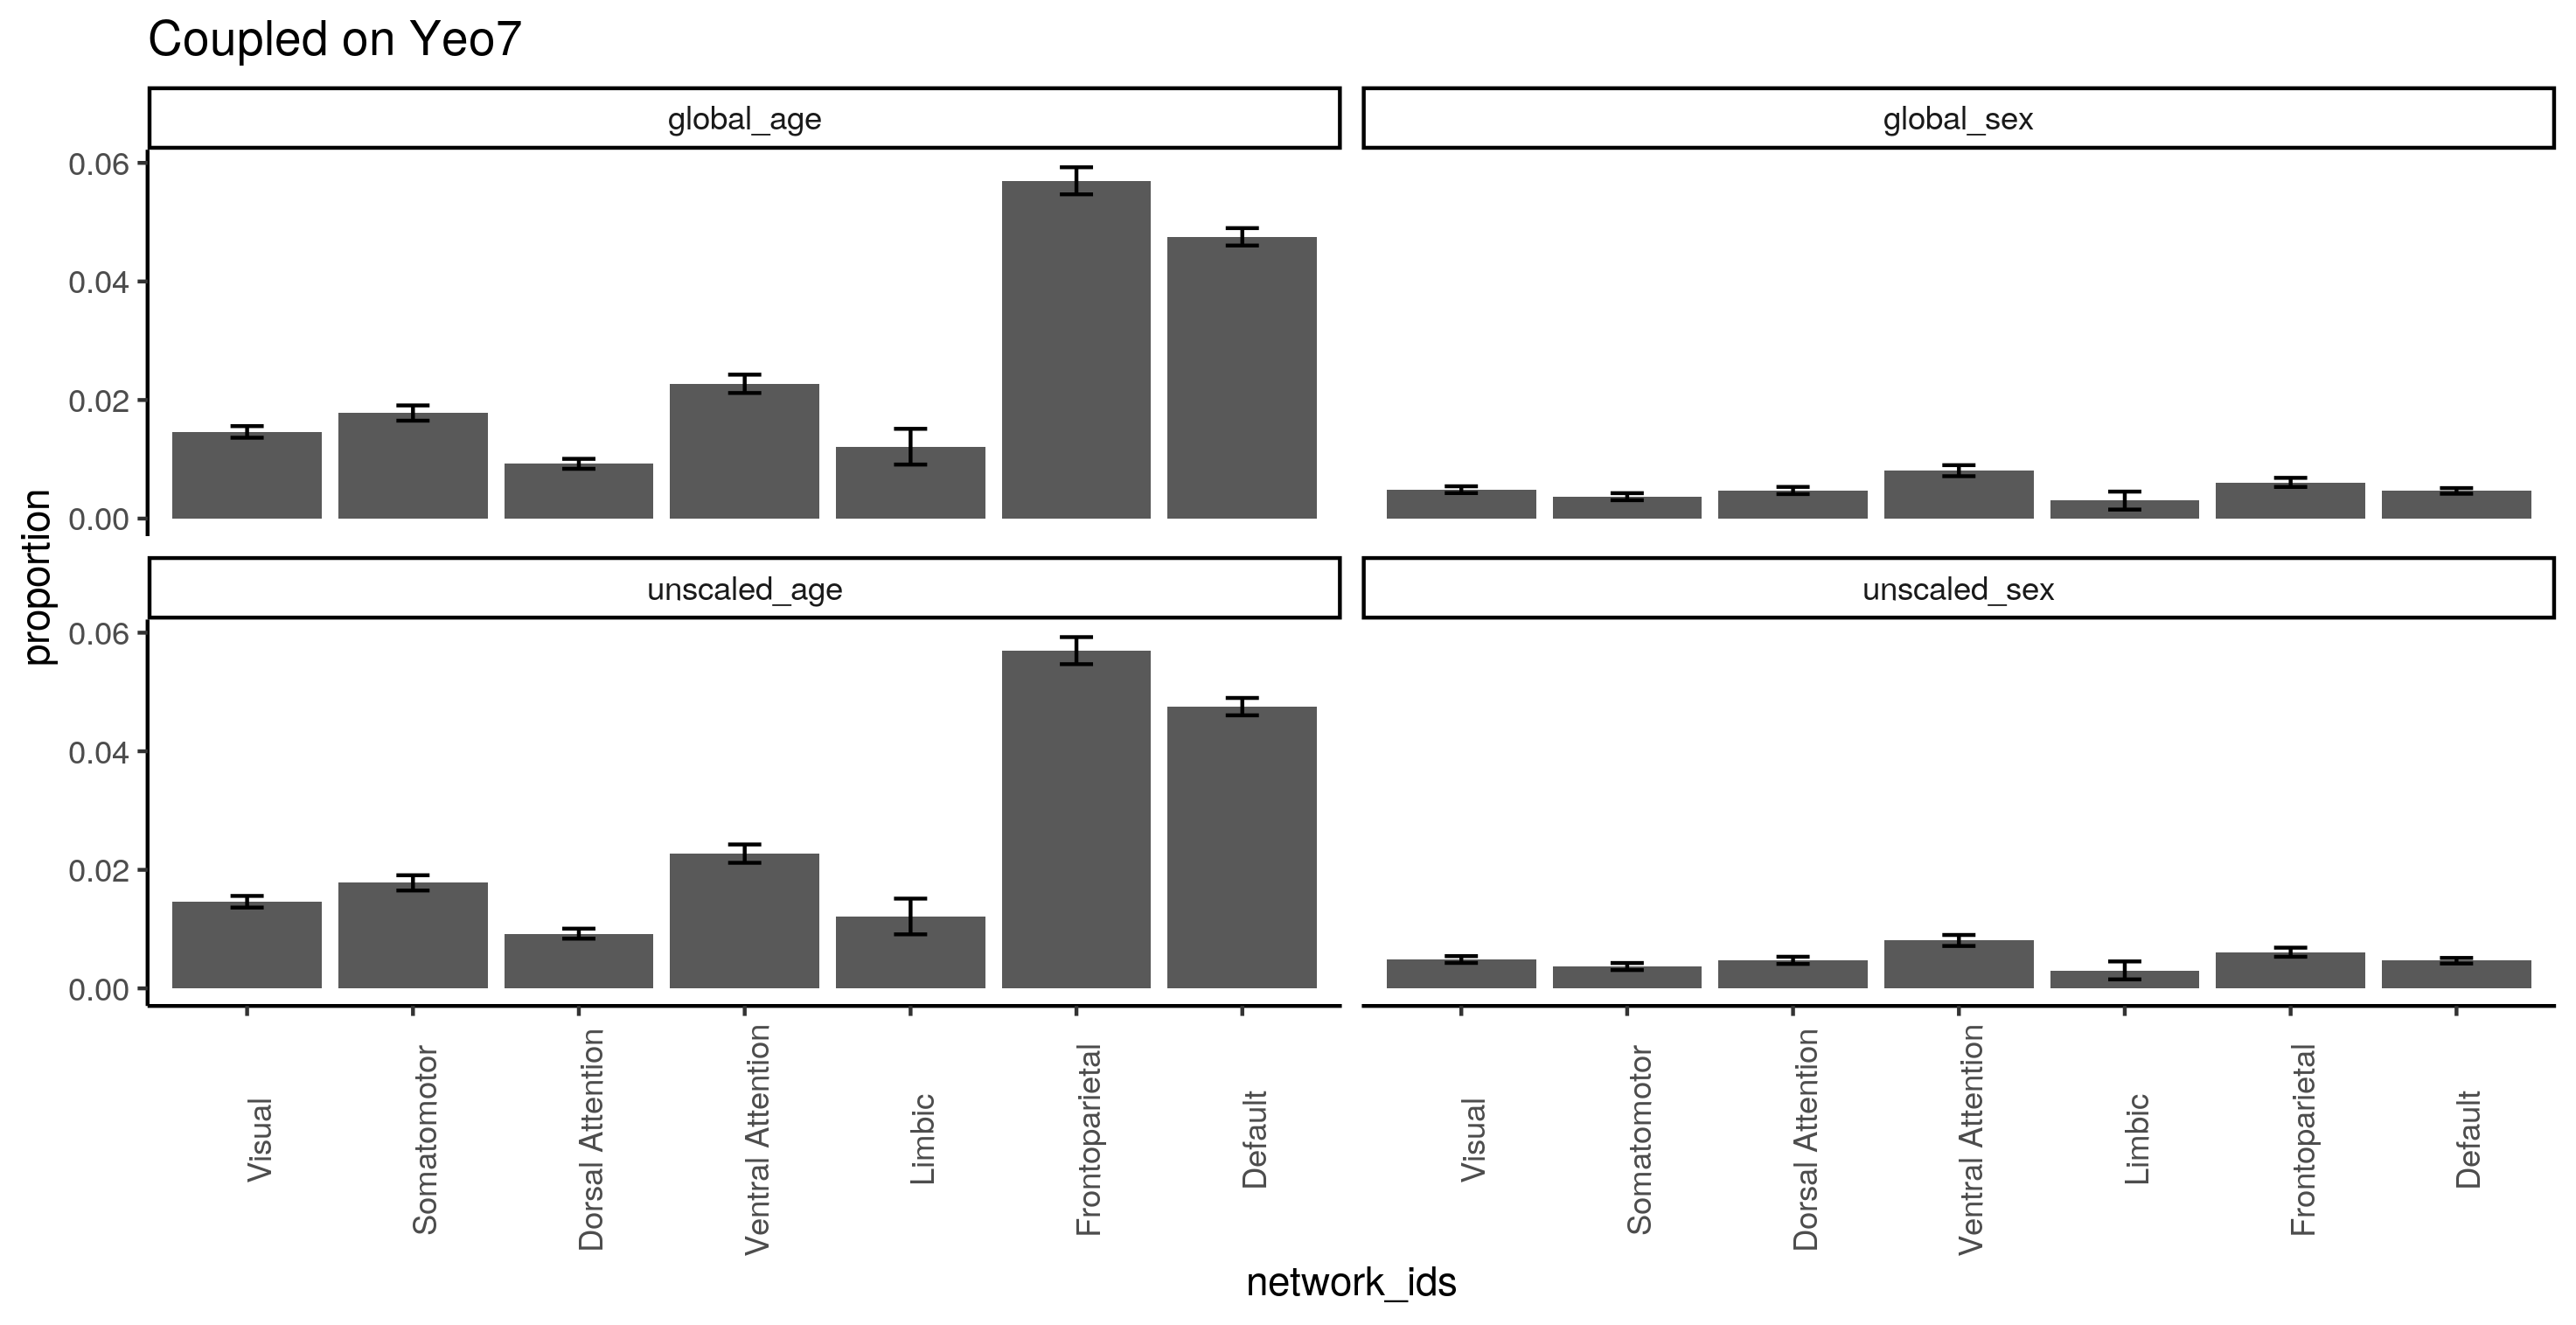 Coupled on Yeo7
global_age
global_sex
0.06
0.04
0.02
0.00
unscaled_age
unscaled_sex
0.06
0.04
0.02
0.00
proportion
Visual
Somatomotor
Dorsal Attention
Ventral Attention
Limbic
Frontoparietal
Default
Visual
Somatomotor
Dorsal Attention
Ventral Attention
Limbic
Frontoparietal
Default
network_ids